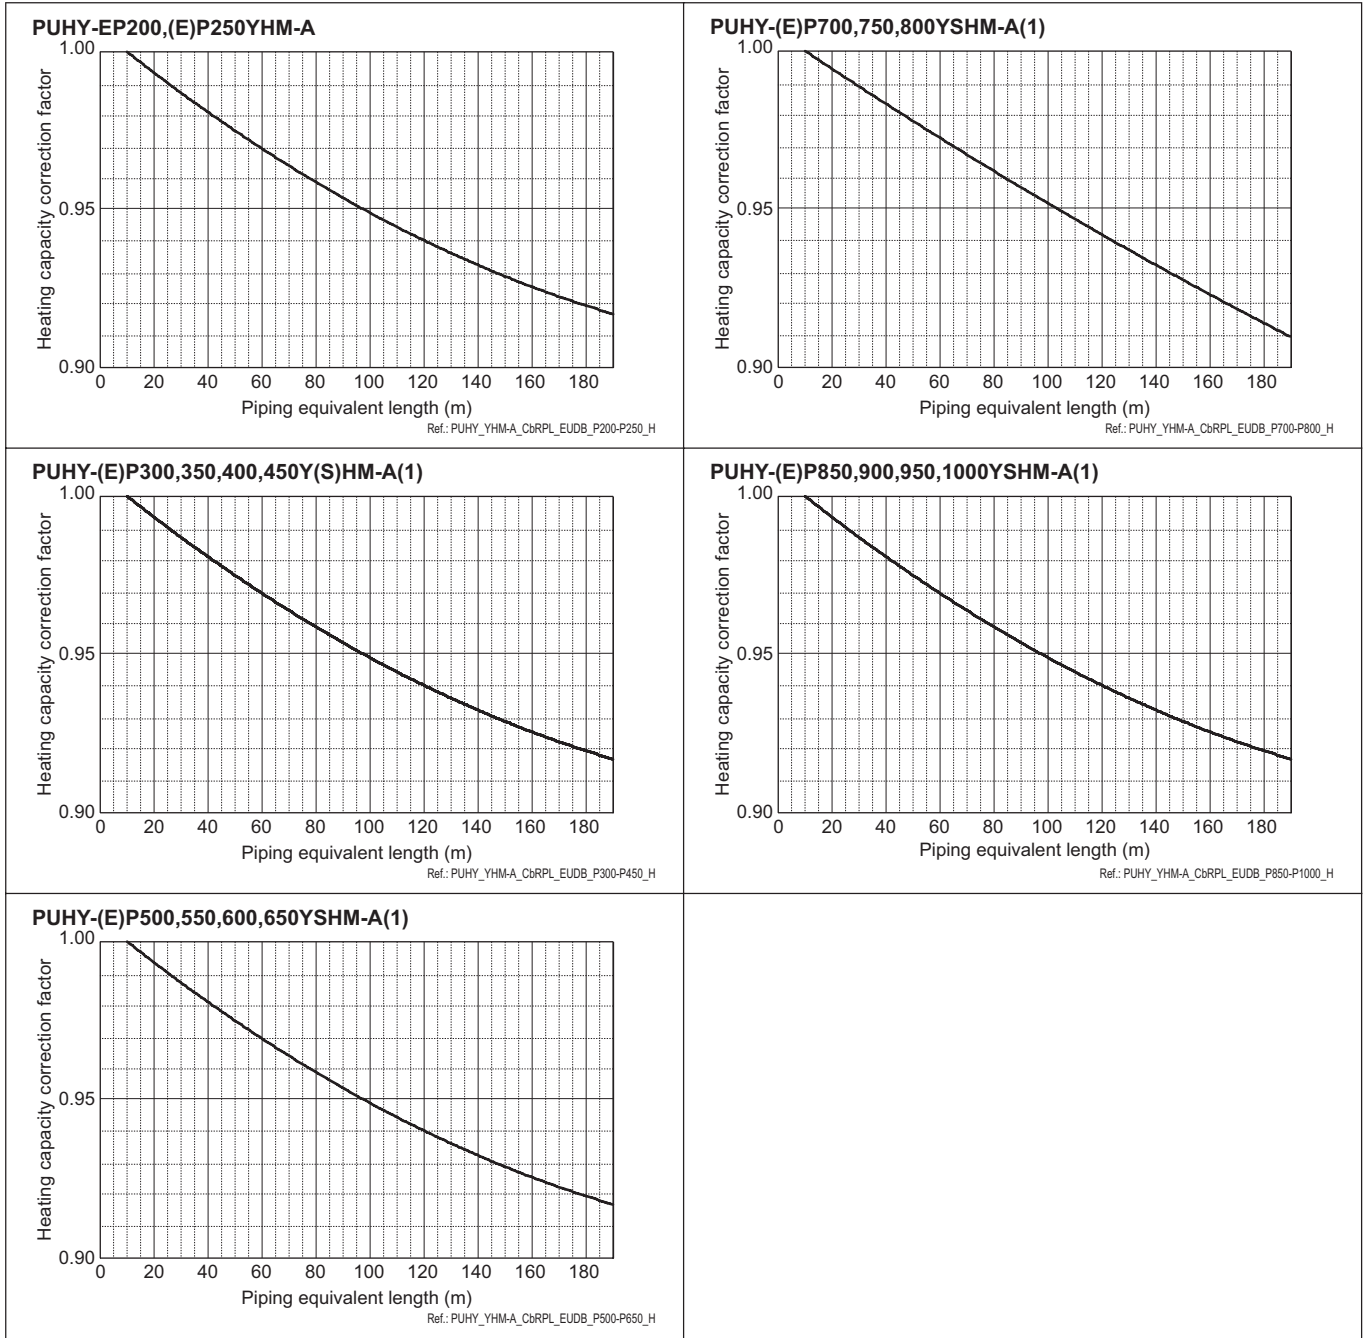 PUHY-EP200,(E)P250YHM-A
Heating capacity correction factor
1.00
0.95
0.90
0 20 40 60 80 100 120 140 160 180
Piping equivalent length (m)
Ref.: PUHY_YHM-A_CbRPL_EUDB_P200-P250_H
PUHY-(E)P700,750,800YSHM-A(1)
Heating capacity correction factor
1.00
0.95
0.90
0 20 40 60 80 100 120 140 160 180
Piping equivalent length (m)
Ref.: PUHY_YHM-A_CbRPL_EUDB_P700-P800_H
PUHY-(E)P300,350,400,450Y(S)HM-A(1)
Heating capacity correction factor
1.00
0.95
0.90
0 20 40 60 80 100 120 140 160 180
Piping equivalent length (m)
Ref.: PUHY_YHM-A_CbRPL_EUDB_P300-P450_H
PUHY-(E)P850,900,950,1000YSHM-A(1)
Heating capacity correction factor
1.00
0.95
0.90
0 20 40 60 80 100 120 140 160 180
Piping equivalent length (m)
Ref.: PUHY_YHM-A_CbRPL_EUDB_P850-P1000_H
PUHY-(E)P500,550,600,650YSHM-A(1)
Heating capacity correction factor
1.00
0.95
0.90
0 20 40 60 80 100 120 140 160 180
Piping equivalent length (m)
Ref.: PUHY_YHM-A_CbRPL_EUDB_P500-P650_H